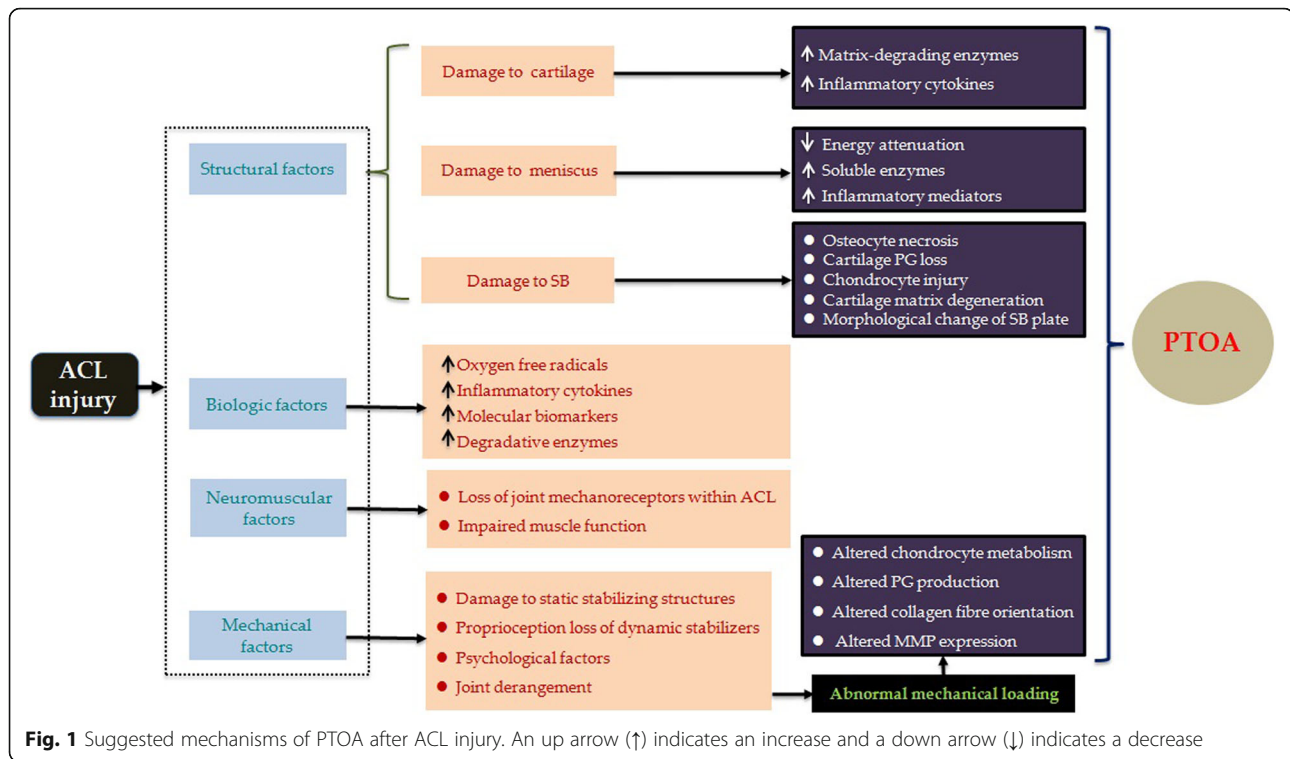 ACL
injury
Structural factors
Damage to cartilage
↑ Matrix-degrading enzymes
↑ Inflammatory cytokines
Damage to meniscus
↓ Energy attenuation
↑ Soluble enzymes
↑ Inflammatory mediators
Damage to SB
● Osteocyte necrosis
● Cartilage PG loss
● Chondrocyte injury
● Cartilage matrix degeneration
● Morphological change of SB plate
Biologic factors
↑ Oxygen free radicals
↑ Inflammatory cytokines
↑ Molecular biomarkers
↑ Degradative enzymes
Neuromuscular
factors
● Loss of joint mechanoreceptors within ACL
● Impaired muscle function
Mechanical
factors
● Damage to static stabilizing structures
● Proprioception loss of dynamic stabilizers
● Psychological factors
● Joint derangement
● Altered chondrocyte metabolism
● Altered PG production
● Altered collagen fibre orientation
● Altered MMP expression
Abnormal mechanical loading
PTOA
Fig. 1 Suggested mechanisms of PTOA after ACL injury. An up arrow (↑) indicates an increase and a down arrow (↓) indicates a decrease